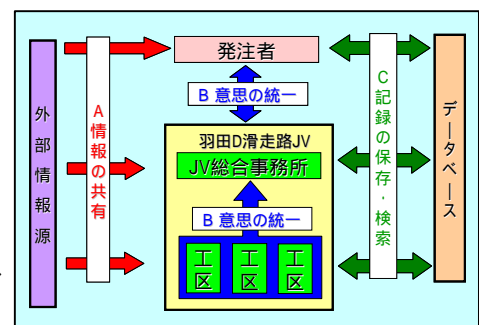 外部情報源
A 情報の共有
発注者
B 意思の統一
羽田D滑走路JV
JV総合事務所
B 意思の統一
工区
工区
工区
C 記録の保存・検索
データベース